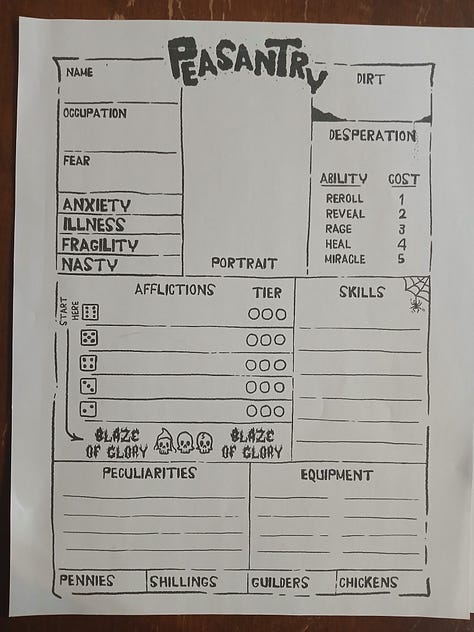 PEASANTRY
NAME
OCCUPATION
FEAR
ANXIETY
ILLNESS
FRAGILITY
NASTY
PORTRAIT
DIRT
DESPERATION
ABILITY COST
REROLL 1
REVEAL 2
RAGE 3
HEAL 4
MIRACLE 5
START HERE
AFFLICTIONS TIER
BLAZE OF GLORY
BLAZE OF GLORY
SKILLS
PECULIARITIES
EQUIPMENT
PENNIES SHILLINGS GUILDERS CHICKENS